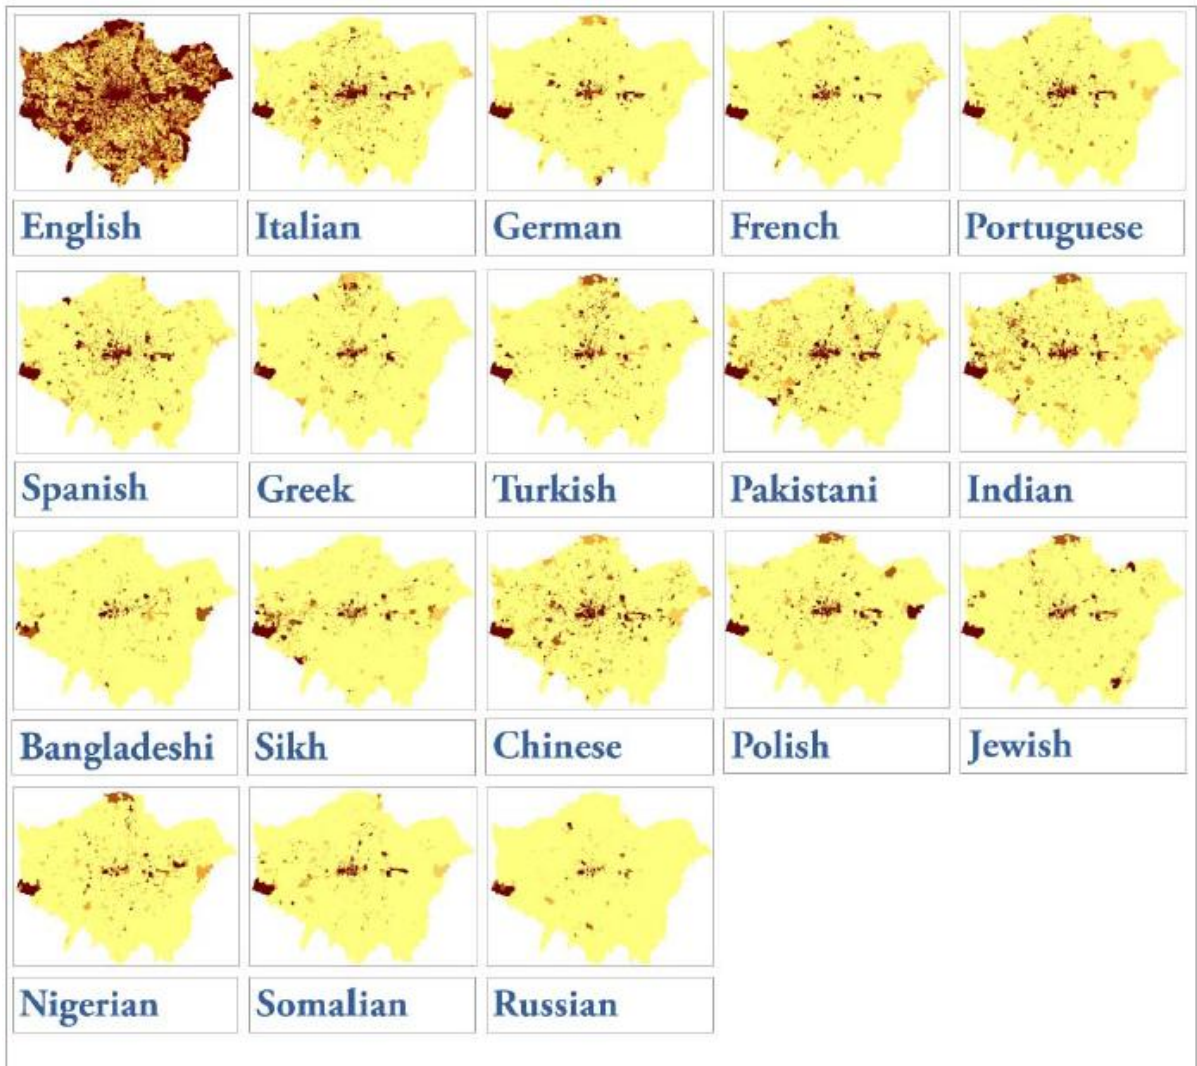 English
Italian
German
French
Portuguese
Spanish
Greek
Turkish
Pakistani
Indian
Bangladeshi
Sikh
Chinese
Polish
Jewish
Nigerian
Somalian
Russian